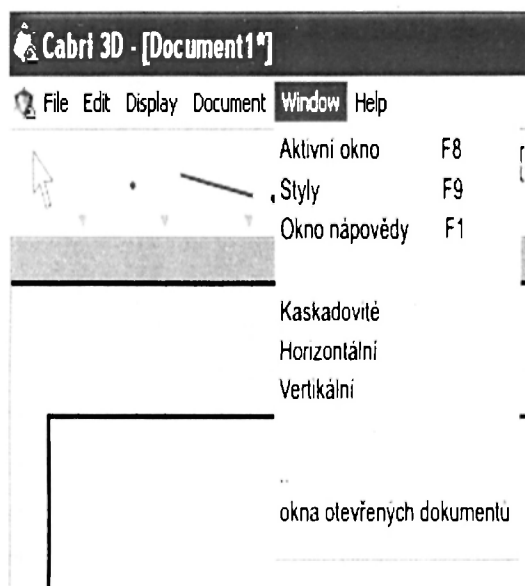 Cabri 3D - [Document1*]
File Edit Display Document Window Help
Aktivní okno F8
Styly F9
Okno nápovědy F1
Kaskadovité
Horizontální
Vertikální
..
okna otevřených dokumentů